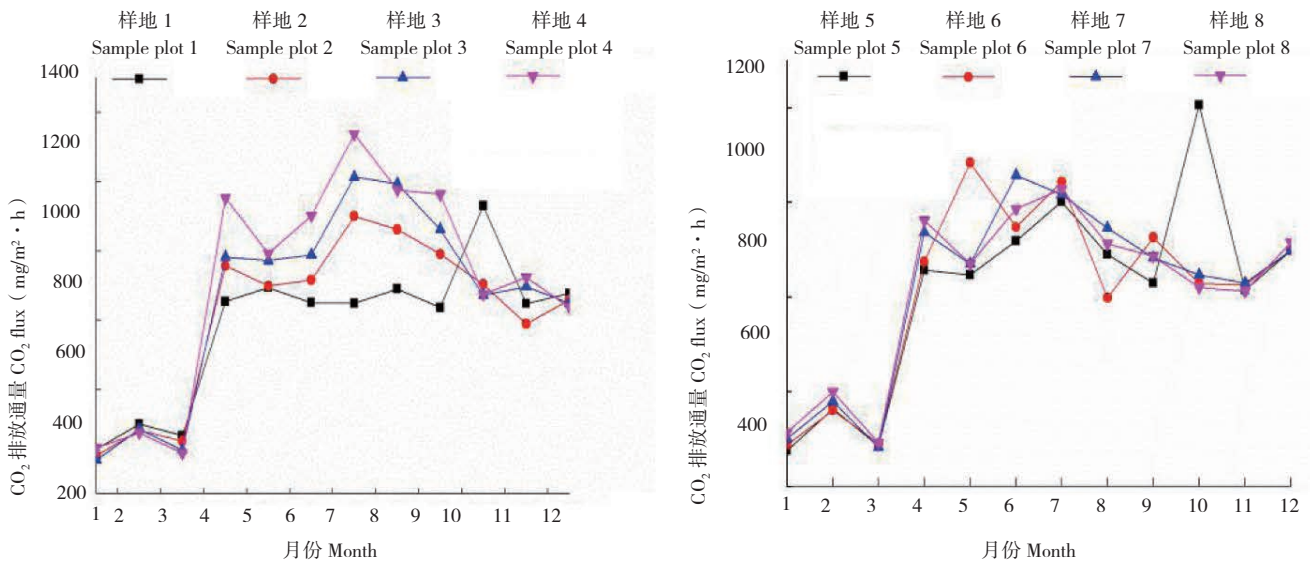 样地 1 样地 2 样地 3 样地 4
Sample plot 1 Sample plot 2 Sample plot 3 Sample plot 4
1400
1200
1000
800
600
400
200
CO₂ 排放通量 CO₂ flux ( mg/m²·h)
1 2 3 4 5 6 7 8 9 10 11 12
月份 Month
样地 5 样地 6 样地 7 样地 8
Sample plot 5 Sample plot 6 Sample plot 7 Sample plot 8
1200
1000
800
600
400
CO₂ 排放通量 CO₂ flux ( mg/m²·h)
1 2 3 4 5 6 7 8 9 10 11 12
月份 Month